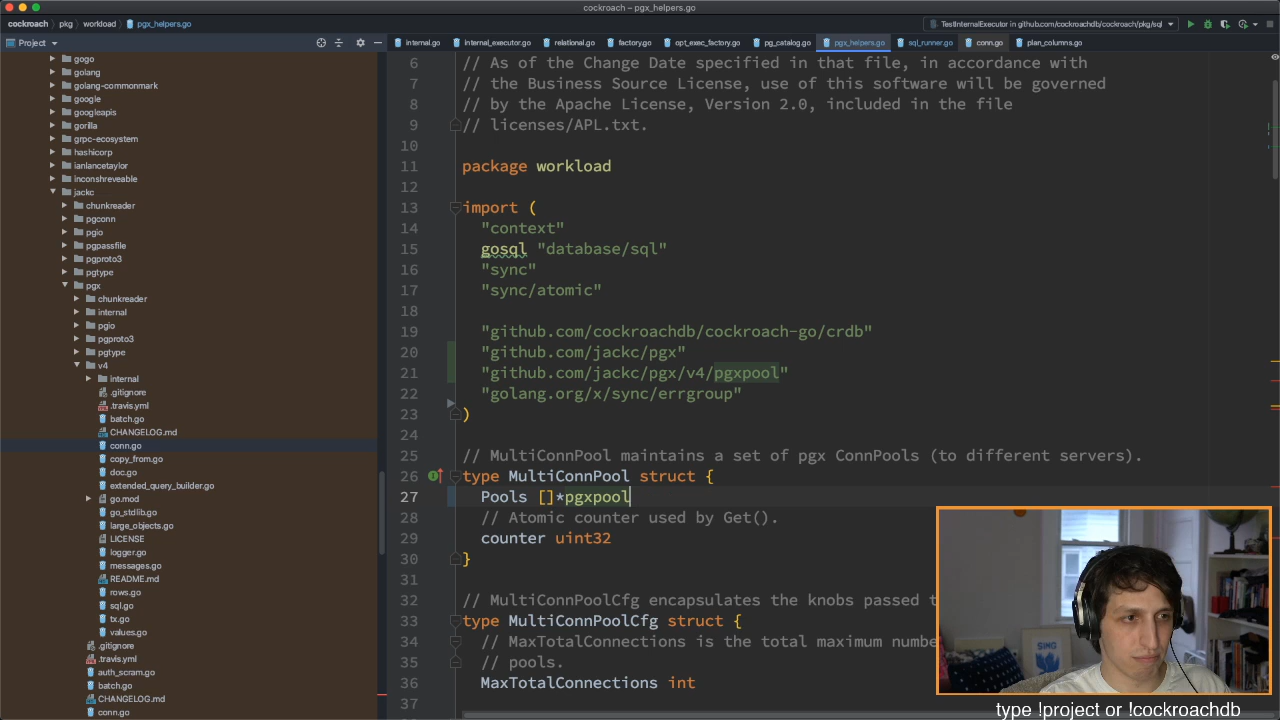 cockroach – pgx_helpers.go
cockroach
pkg
workload
pgx_helpers.go
TestInternalExecutor in github.com/cockroachdb/cockroach/pkg/sql
Project
internal.go
internal_executor.go
relational.go
factory.go
opt_exec_factory.go
pg_catalog.go
pgx_helpers.go
sql_runner.go
conn.go
plan_columns.go
gogo
golang
golang-commonmark
google
googleapis
gorilla
grpc-ecosystem
hashicorp
ianlancetaylor
inconshreveable
jackc
chunkreader
pgconn
pgio
pgpassfile
pgproto3
pgtype
pgx
chunkreader
internal
pgio
pgproto3
pgtype
v4
internal
.gitignore
.travis.yml
batch.go
CHANGELOG.md
conn.go
copy_from.go
doc.go
extended_query_builder.go
go.mod
go_stdlib.go
large_objects.go
LICENSE
logger.go
messages.go
README.md
rows.go
sql.go
tx.go
values.go
.gitignore
.travis.yml
auth_scram.go
batch.go
CHANGELOG.md
conn.go
6 // As of the Change Date specified in that file, in accordance with
7 // the Business Source License, use of this software will be governed
8 // by the Apache License, Version 2.0, included in the file
9 // licenses/APL.txt.
10
11 package workload
12
13 import (
14 "context"
15 gosql "database/sql"
16 "sync"
17 "sync/atomic"
18
19 "github.com/cockroachdb/cockroach-go/crdb"
20 "github.com/jackc/pgx"
21 "github.com/jackc/pgx/v4/pgxpool"
22 "golang.org/x/sync/errgroup"
23 )
24
25 // MultiConnPool maintains a set of pgx ConnPools (to different servers).
26 type MultiConnPool struct {
27 Pools []*pgxpool
28 // Atomic counter used by Get().
29 counter uint32
30 }
31
32 // MultiConnPoolCfg encapsulates the knobs passed t
33 type MultiConnPoolCfg struct {
34 // MaxTotalConnections is the total maximum numbe
35 // pools.
36 MaxTotalConnections int
37
SING
type !project or !cockroachdb